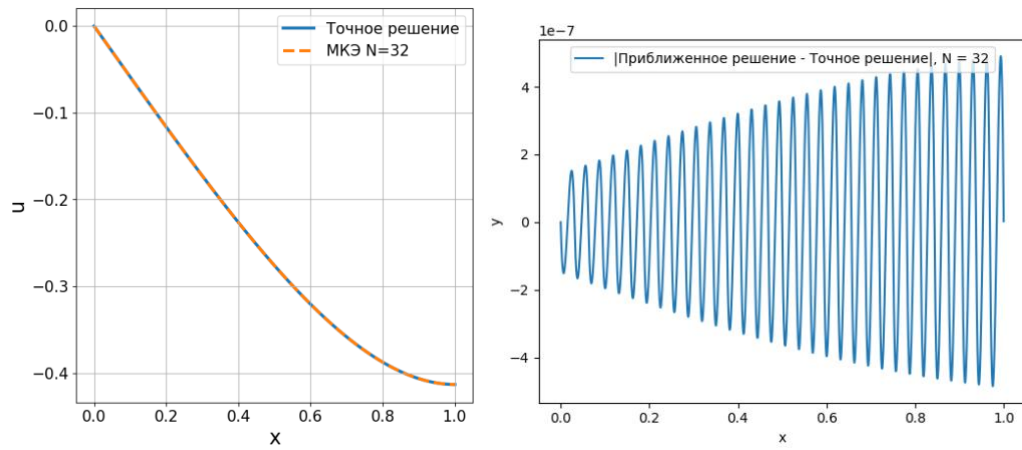 0.0
−0.1
−0.2
−0.3
−0.4
u
0.0 0.2 0.4 0.6 0.8 1.0
x
Точное решение
МКЭ N=32
1e−7
|Приближенное решение - Точное решение|, N = 32
4
2
0
−2
−4
y
0.0 0.2 0.4 0.6 0.8 1.0
x